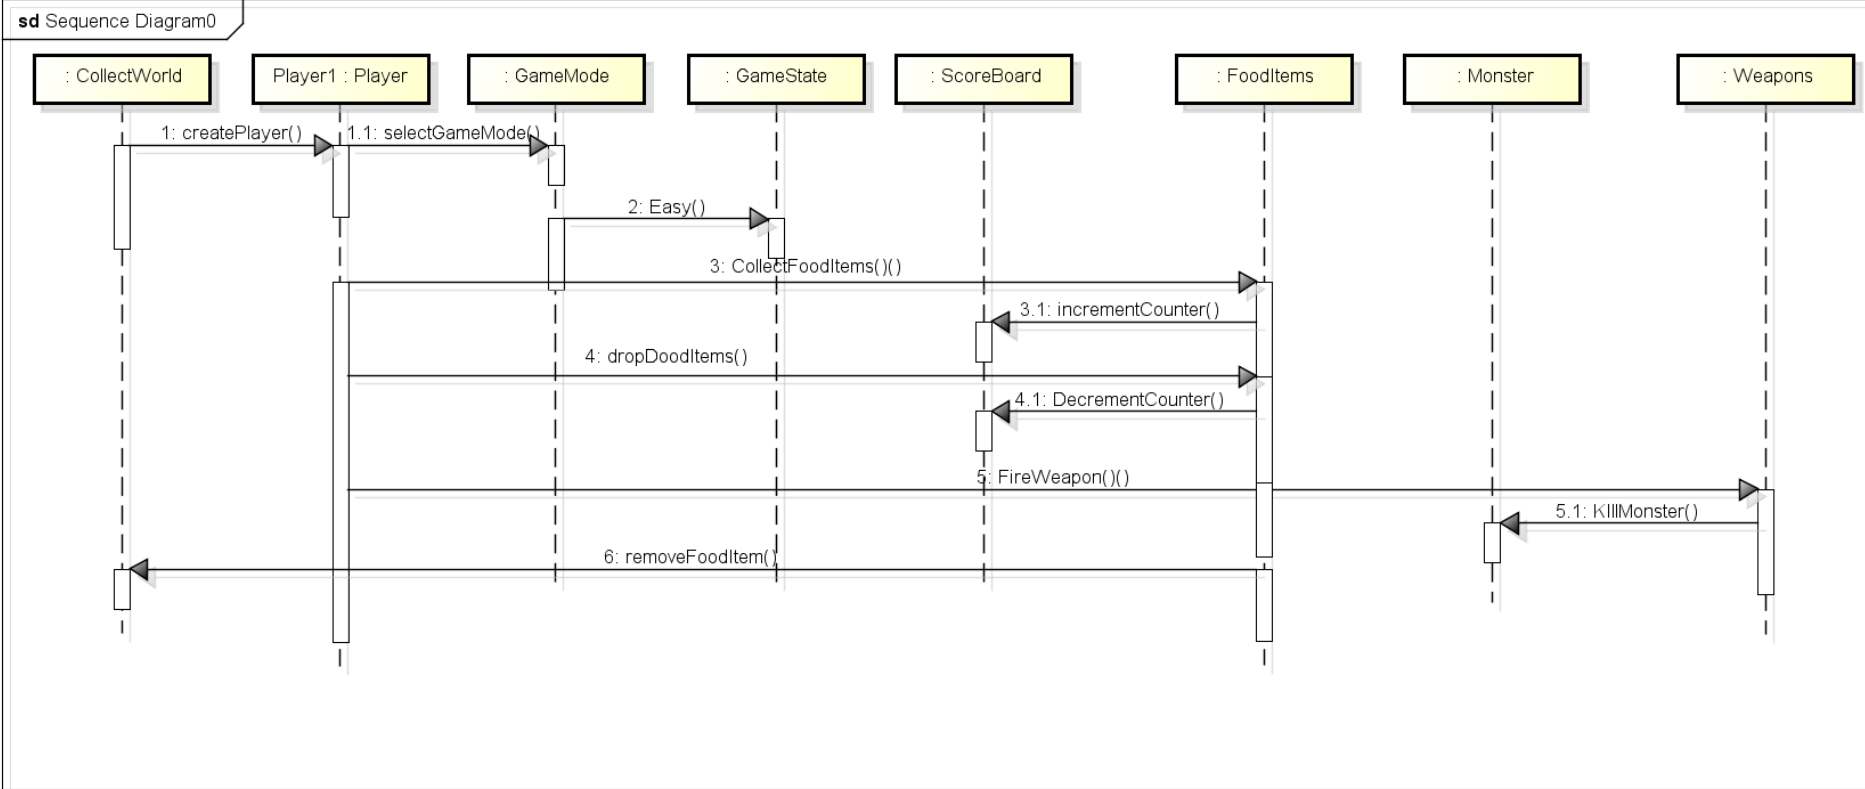 sd Sequence Diagram0
: CollectWorld
Player1 : Player
: GameMode
: GameState
: ScoreBoard
: FoodItems
: Monster
: Weapons
1: createPlayer()
1.1: selectGameMode()
2: Easy()
3: CollectFoodItems()()
3.1: incrementCounter()
4: dropDoodItems()
4.1: DecrementCounter()
5: FireWeapon()()
5.1: KIllMonster()
6: removeFoodItem()